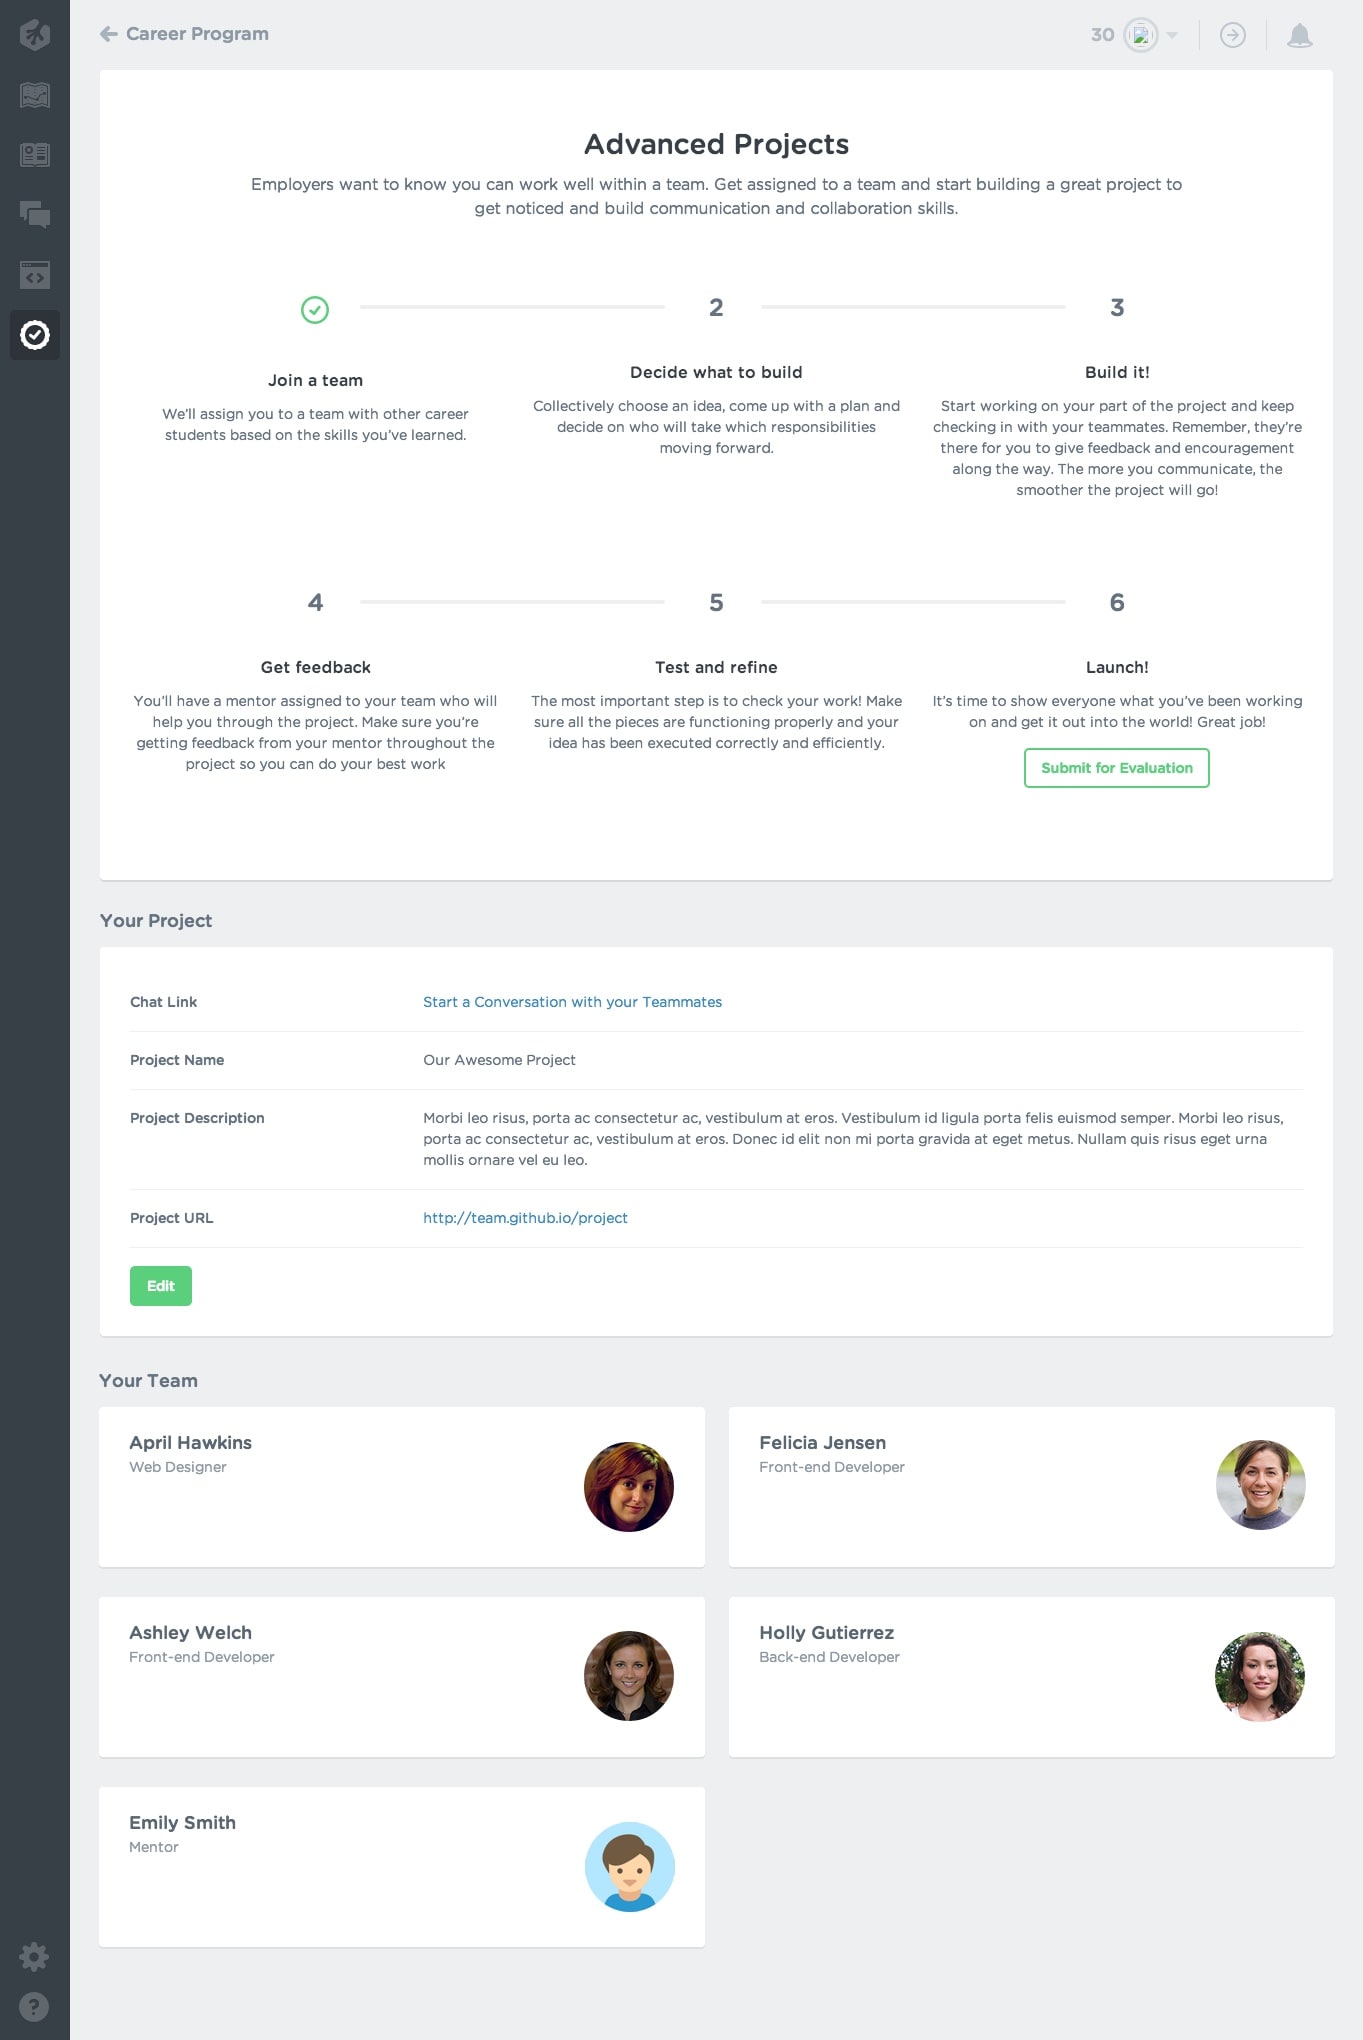 Career Program
30
Advanced Projects
Employers want to know you can work well within a team. Get assigned to a team and start building a great project to
get noticed and build communication and collaboration skills.
Join a team
We’ll assign you to a team with other career
students based on the skills you’ve learned.
2
Decide what to build
Collectively choose an idea, come up with a plan and
decide on who will take which responsibilities
moving forward.
3
Build it!
Start working on your part of the project and keep
checking in with your teammates. Remember, they’re
there for you to give feedback and encouragement
along the way. The more you communicate, the
smoother the project will go!
4
Get feedback
You’ll have a mentor assigned to your team who will
help you through the project. Make sure you’re
getting feedback from your mentor throughout the
project so you can do your best work
5
Test and refine
The most important step is to check your work! Make
sure all the pieces are functioning properly and your
idea has been executed correctly and efficiently.
6
Launch!
It’s time to show everyone what you’ve been working
on and get it out into the world! Great job!
Submit for Evaluation
Your Project
Chat Link
Start a Conversation with your Teammates
Project Name
Our Awesome Project
Project Description
Morbi leo risus, porta ac consectetur ac, vestibulum at eros. Vestibulum id ligula porta felis euismod semper. Morbi leo risus,
porta ac consectetur ac, vestibulum at eros. Donec id elit non mi porta gravida at eget metus. Nullam quis risus eget urna
mollis ornare vel eu leo.
Project URL
http://team.github.io/project
Edit
Your Team
April Hawkins
Web Designer
Felicia Jensen
Front-end Developer
Ashley Welch
Front-end Developer
Holly Gutierrez
Back-end Developer
Emily Smith
Mentor
?